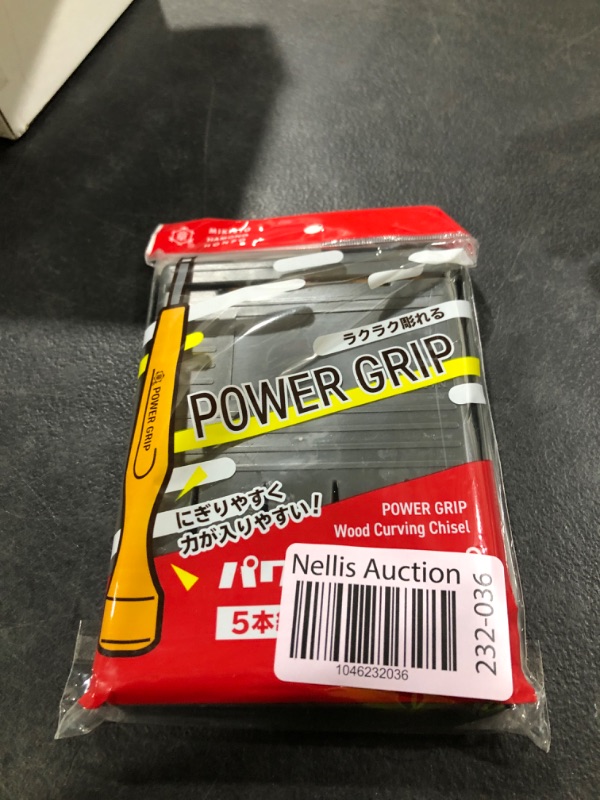 ラクラク彫れる
POWER GRIP
POWER GRIP
にぎりやすく
力が入りやすい!
POWER GRIP
Wood Curving Chisel
パワ
5本
Nellis Auction
1046232036
232-036